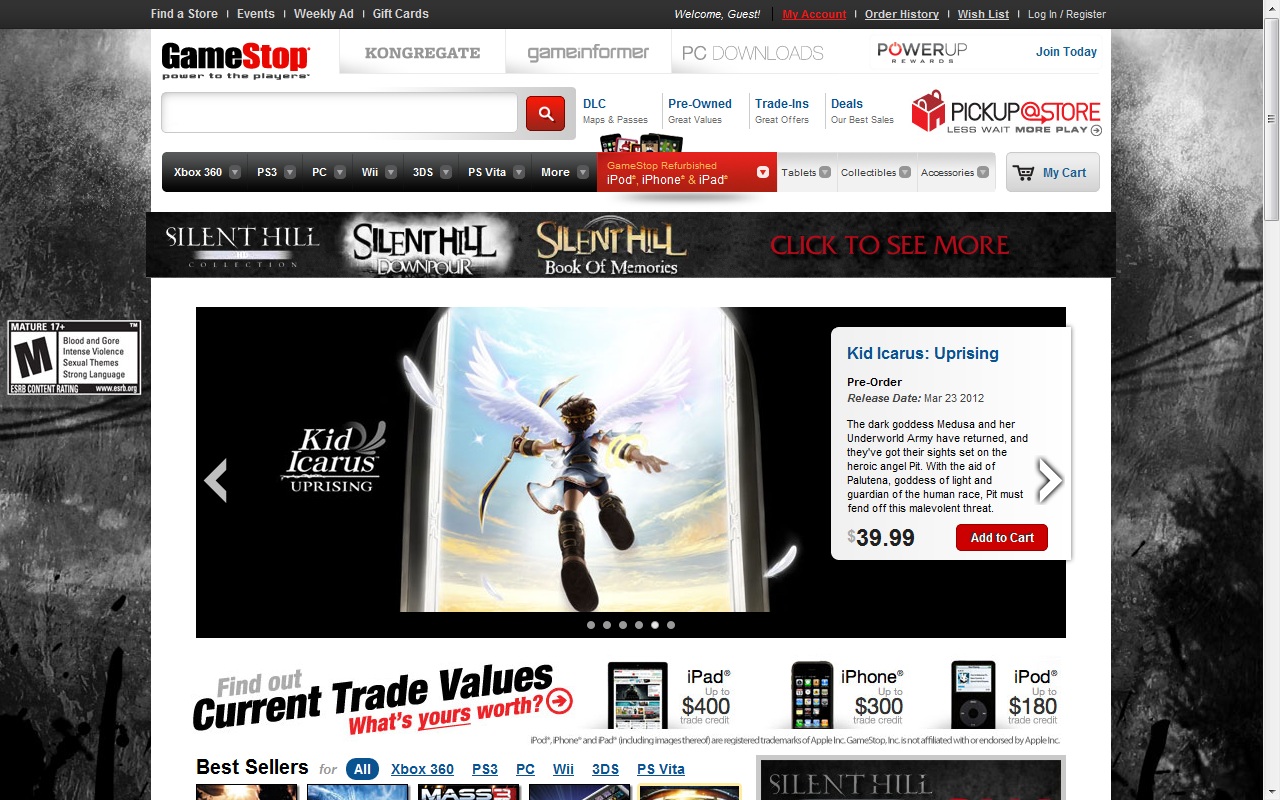 Find a Store
Events
Weekly Ad
Gift Cards
Welcome, Guest!
My Account
Order History
Wish List
Log In / Register
GameStop
power to the players
KONGREGATE
gameinformer
PC DOWNLOADS
POWERUP
REWARDS
Join Today
DLC
Maps & Passes
Pre-Owned
Great Values
Trade-Ins
Great Offers
Deals
Our Best Sales
PICKUP@STORE
LESS WAIT MORE PLAY
Xbox 360
PS3
PC
Wii
3DS
PS Vita
More
GameStop Refurbished
iPod®, iPhone® & iPad®
Tablets
Collectibles
Accessories
My Cart
SILENT HILL
HD
COLLECTION
SILENT HILL
DOWNPOUR
SILENT HILL
Book Of Memories
CLICK TO SEE MORE
MATURE 17+ ™
M
Blood and Gore
Intense Violence
Sexual Themes
Strong Language
ESRB CONTENT RATING www.esrb.org
Kid
Icarus
UPRISING
Kid Icarus: Uprising
Pre-Order
Release Date: Mar 23 2012
The dark goddess Medusa and her
Underworld Army have returned, and
they've got their sights set on the
heroic angel Pit. With the aid of
Palutena, goddess of light and
guardian of the human race, Pit must
fend off this malevolent threat.
$39.99
Add to Cart
Find out
Current Trade Values
What's yours worth?
iPad®
Up to
$400
trade credit
iPhone®
Up to
$300
trade credit
iPod®
Up to
$180
trade credit
iPod®, iPhone® and iPad® (including images thereof) are registered trademarks of Apple Inc. GameStop, Inc. is not affiliated with or endorsed by Apple Inc.
Best Sellers for All Xbox 360 PS3 PC Wii 3DS PS Vita
MASS 3
SILENT HILL